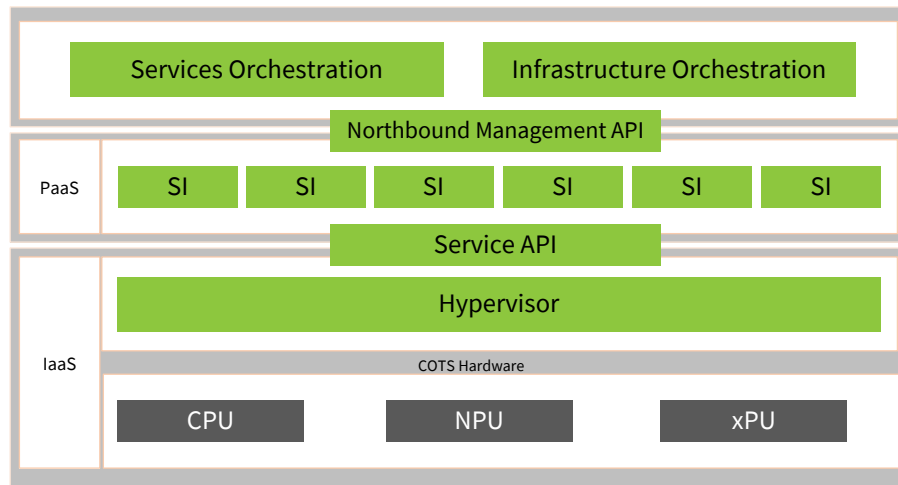 Services Orchestration
Infrastructure Orchestration
Northbound Management API
PaaS
SI
SI
SI
SI
SI
SI
Service API
Hypervisor
IaaS
COTS Hardware
CPU
NPU
xPU